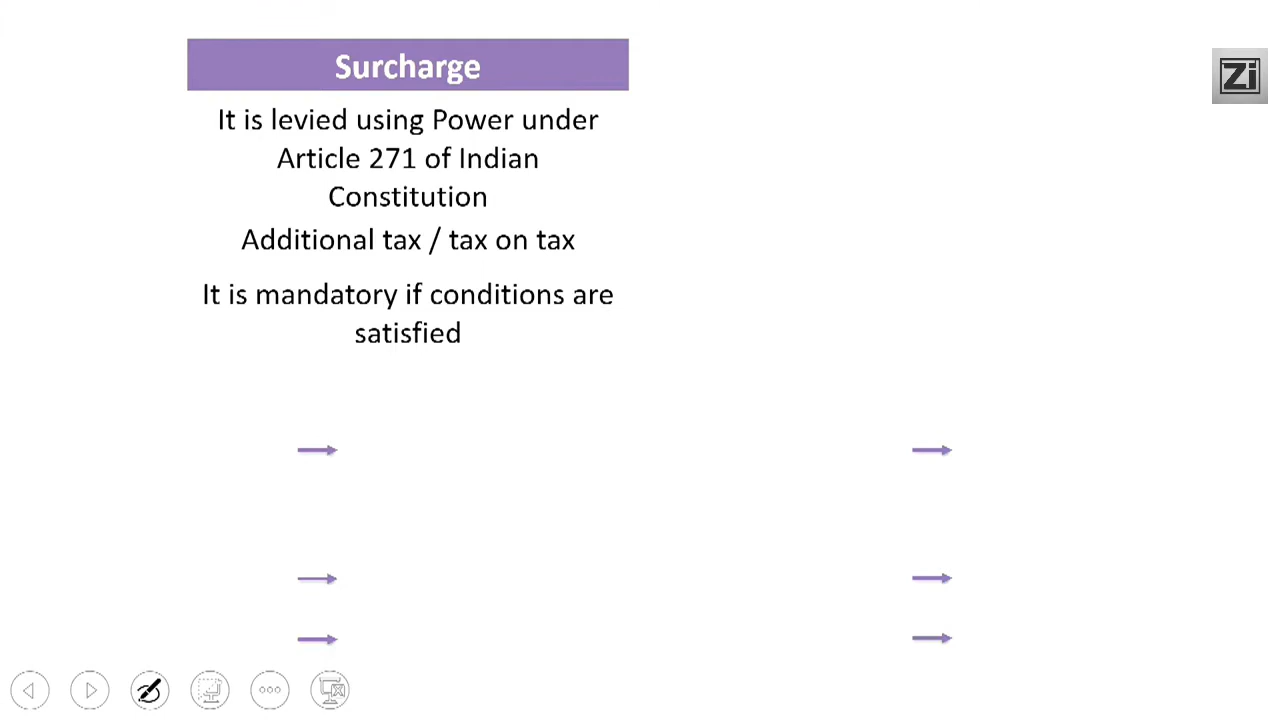 Surcharge
Zi
It is levied using Power under
Article 271 of Indian
Constitution
Additional tax / tax on tax
It is mandatory if conditions are
satisfied